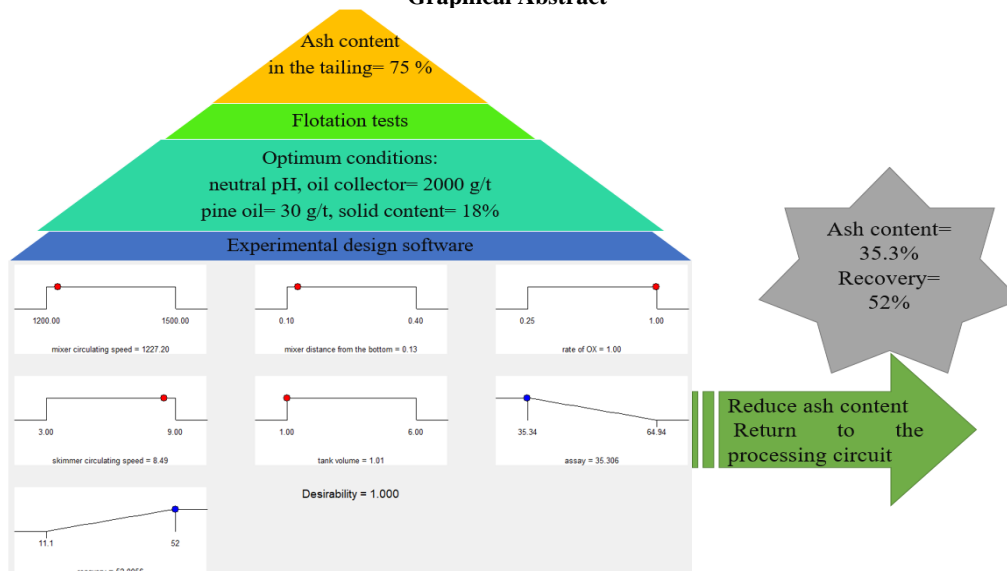 Graphical Abstract
Ash content
in the tailing= 75 %
Flotation tests
Optimum conditions:
neutral pH, oil collector= 2000 g/t
pine oil= 30 g/t, solid content= 18%
Experimental design software
1200.00 1500.00
mixer circulating speed = 1227.20
0.10 0.40
mixer distance from the bottom = 0.13
0.25 1.00
rate of OX = 1.00
3.00 9.00
skimmer circulating speed = 8.49
1.00 6.00
tank volume = 1.01
35.34 64.94
assay = 35.306
11.1 52
Desirability = 1.000
Ash content=
35.3%
Recovery=
52%
Reduce ash content
Return to the
processing circuit